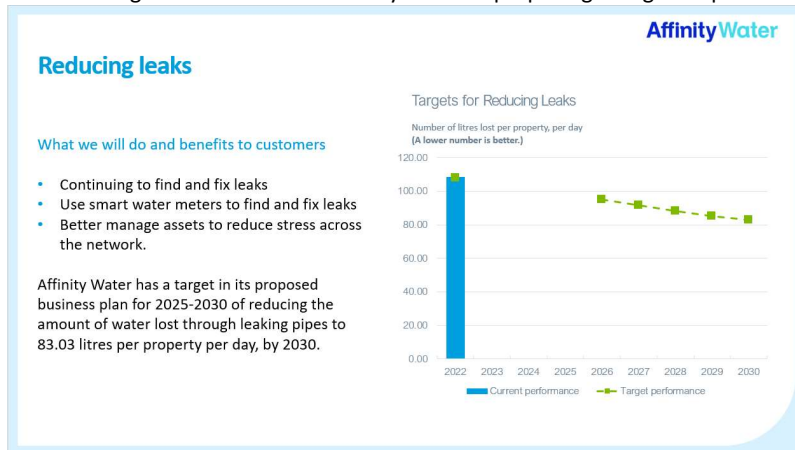 AffinityWater
Reducing leaks
What we will do and benefits to customers
• Continuing to find and fix leaks
• Use smart water meters to find and fix leaks
• Better manage assets to reduce stress across
the network.
Affinity Water has a target in its proposed
business plan for 2025-2030 of reducing the
amount of water lost through leaking pipes to
83.03 litres per property per day, by 2030.
Targets for Reducing Leaks
Number of litres lost per property, per day
(A lower number is better.)
120.00
100.00
80.00
60.00
40.00
20.00
0.00
2022 2023 2024 2025 2026 2027 2028 2029 2030
Current performance Target performance